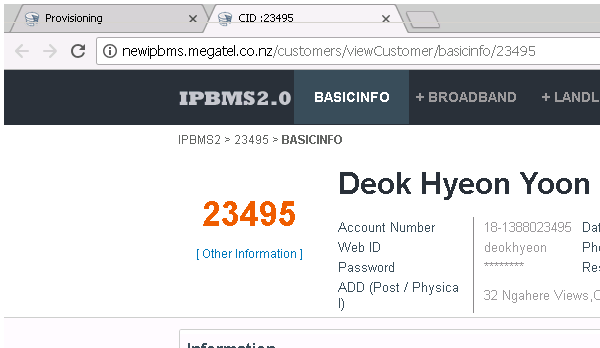 Provisioning
CID :23495
newipbms.megatel.co.nz/customers/viewCustomer/basicinfo/23495
IPBMS2.0 BASICINFO + BROADBAND + LANDL
IPBMS2 > 23495 > BASICINFO
Deok Hyeon Yoon
23495
[ Other Information ]
Account Number 18-1388023495 Dat
Web ID deokhyeon Pho
Password ******** Res
ADD (Post / Physica
l) 32 Ngahere Views,C
Information